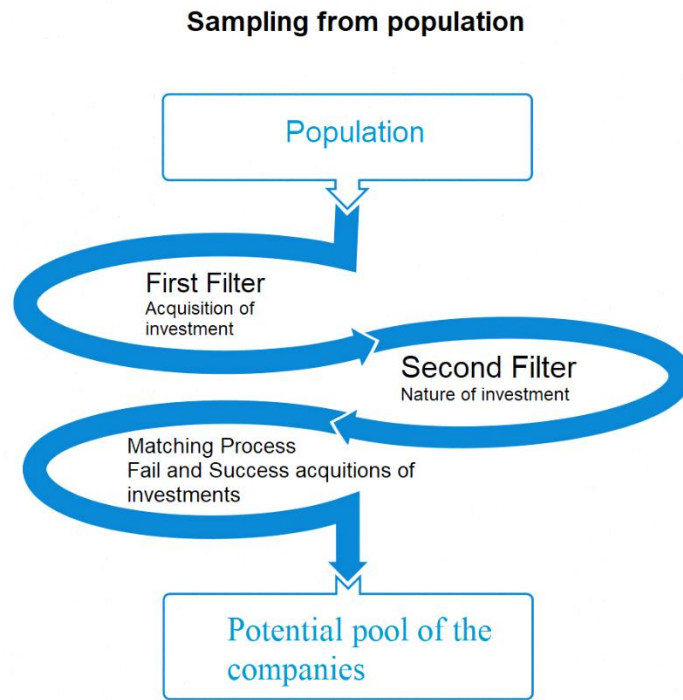 Sampling from population
Population
First Filter
Acquisition of
investment
Second Filter
Nature of investment
Matching Process
Fail and Success acquitions of
investments
Potential pool of the
companies